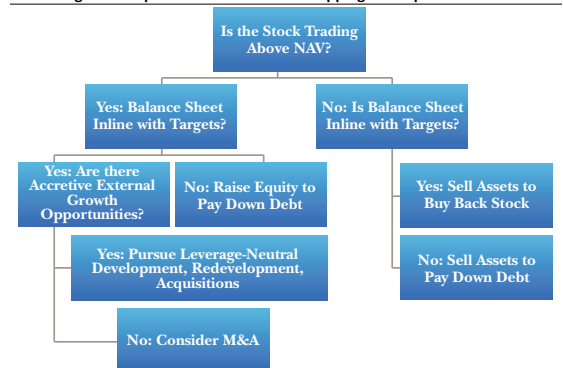 Is the Stock Trading
Above NAV?
Yes: Balance Sheet
Inline with Targets?
No: Is Balance Sheet
Inline with Targets?
Yes: Are there
Accretive External
Growth
Opportunities?
No: Raise Equity to
Pay Down Debt
Yes: Sell Assets to
Buy Back Stock
Yes: Pursue Leverage-Neutral
Development, Redevelopment,
Acquisitions
No: Sell Assets to
Pay Down Debt
No: Consider M&A